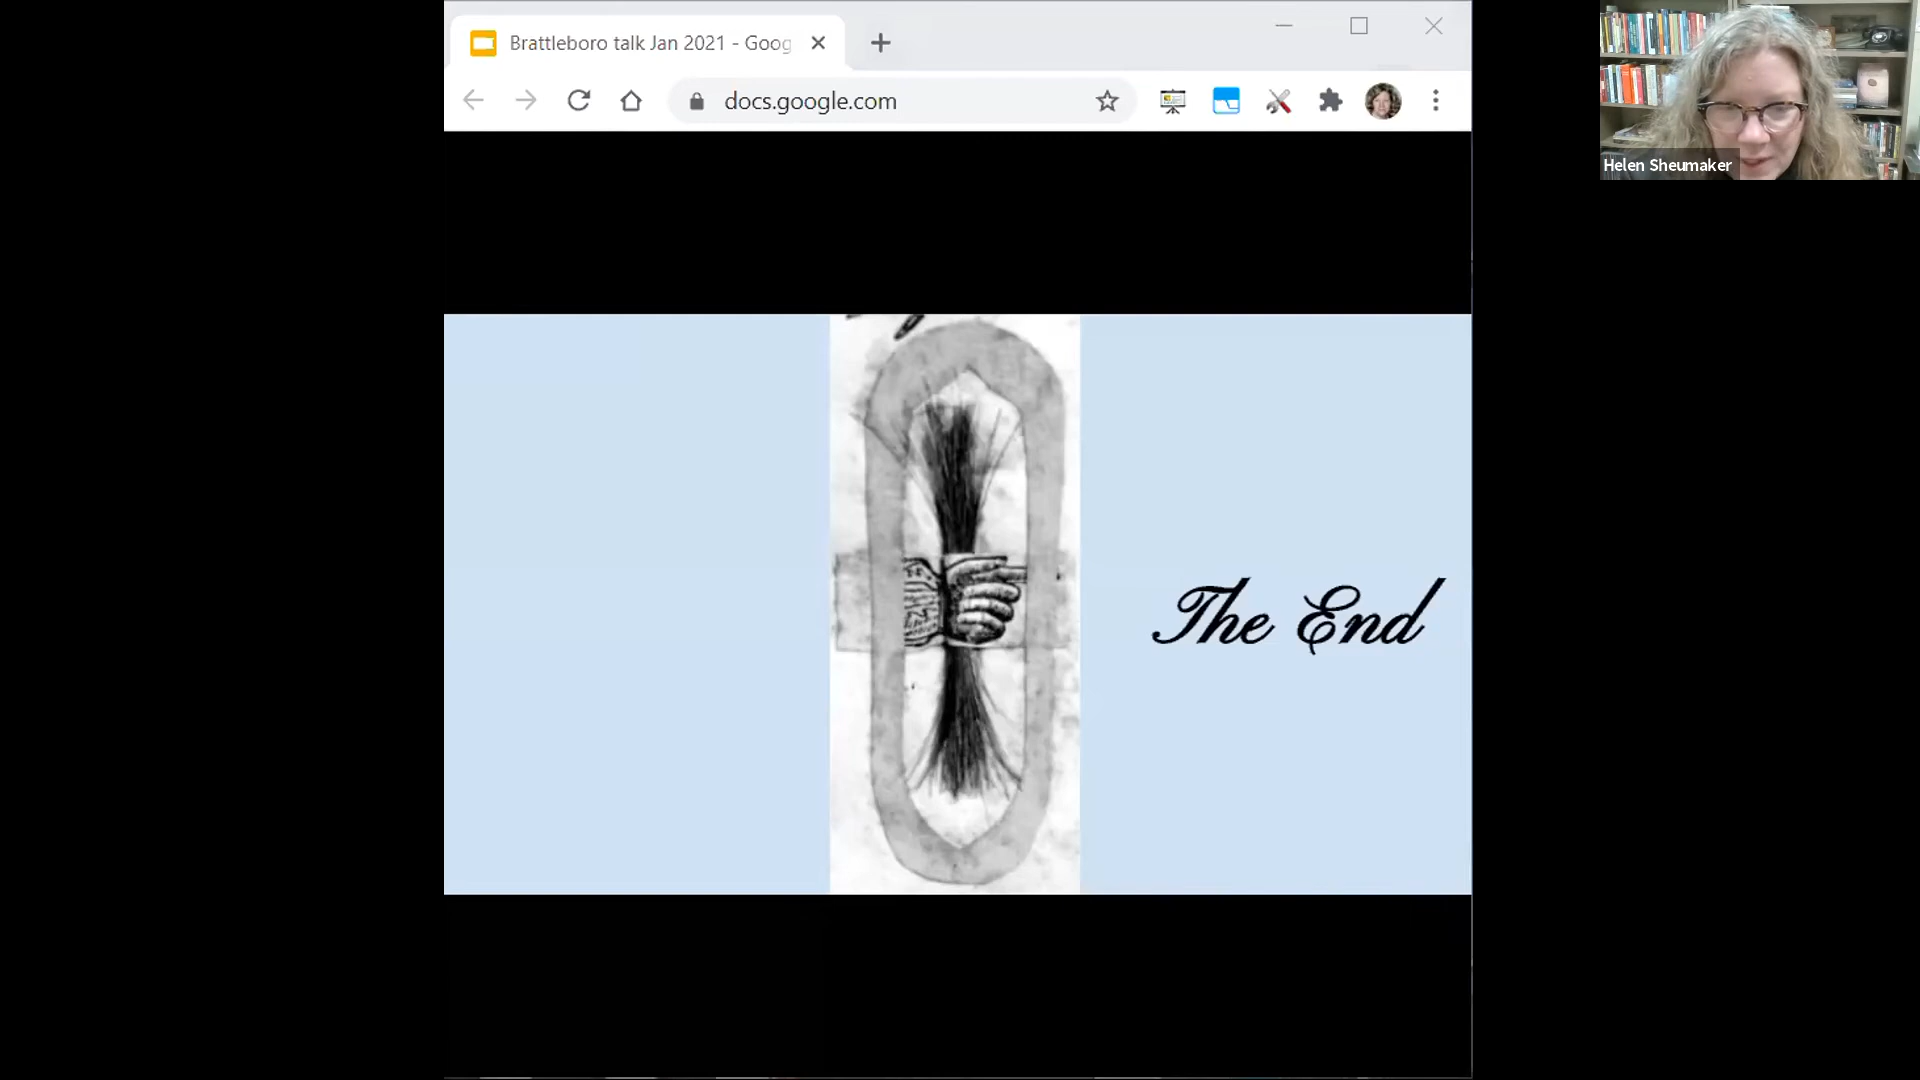 Brattleboro talk Jan 2021 - Goog
docs.google.com
Helen Sheumaker
The End